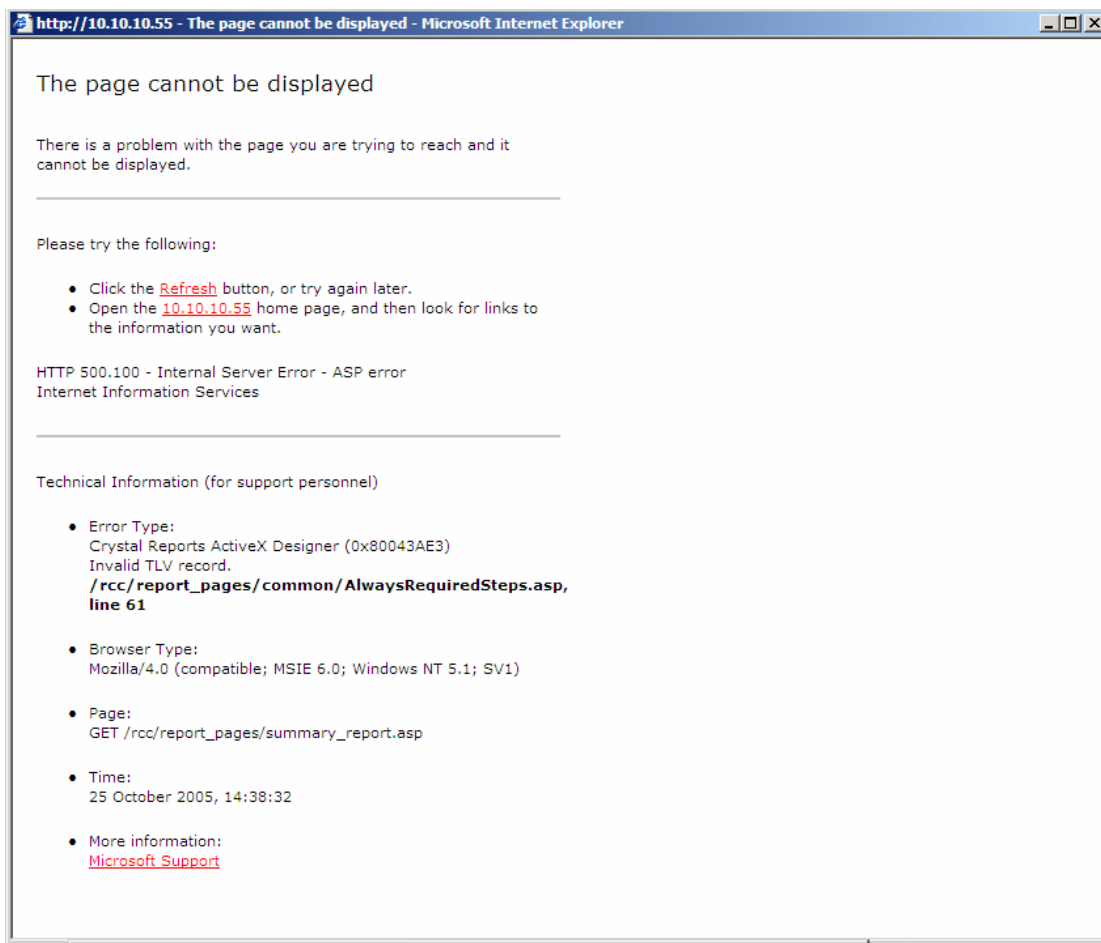 http://10.10.10.55 - The page cannot be displayed - Microsoft Internet Explorer
The page cannot be displayed
There is a problem with the page you are trying to reach and it
cannot be displayed.
Please try the following:
• Click the Refresh button, or try again later.
• Open the 10.10.10.55 home page, and then look for links to
the information you want.
HTTP 500.100 - Internal Server Error - ASP error
Internet Information Services
Technical Information (for support personnel)
• Error Type:
Crystal Reports ActiveX Designer (0x80043AE3)
Invalid TLV record.
/rcc/report_pages/common/AlwaysRequiredSteps.asp,
line 61
• Browser Type:
Mozilla/4.0 (compatible; MSIE 6.0; Windows NT 5.1; SV1)
• Page:
GET /rcc/report_pages/summary_report.asp
• Time:
25 October 2005, 14:38:32
• More information:
Microsoft Support